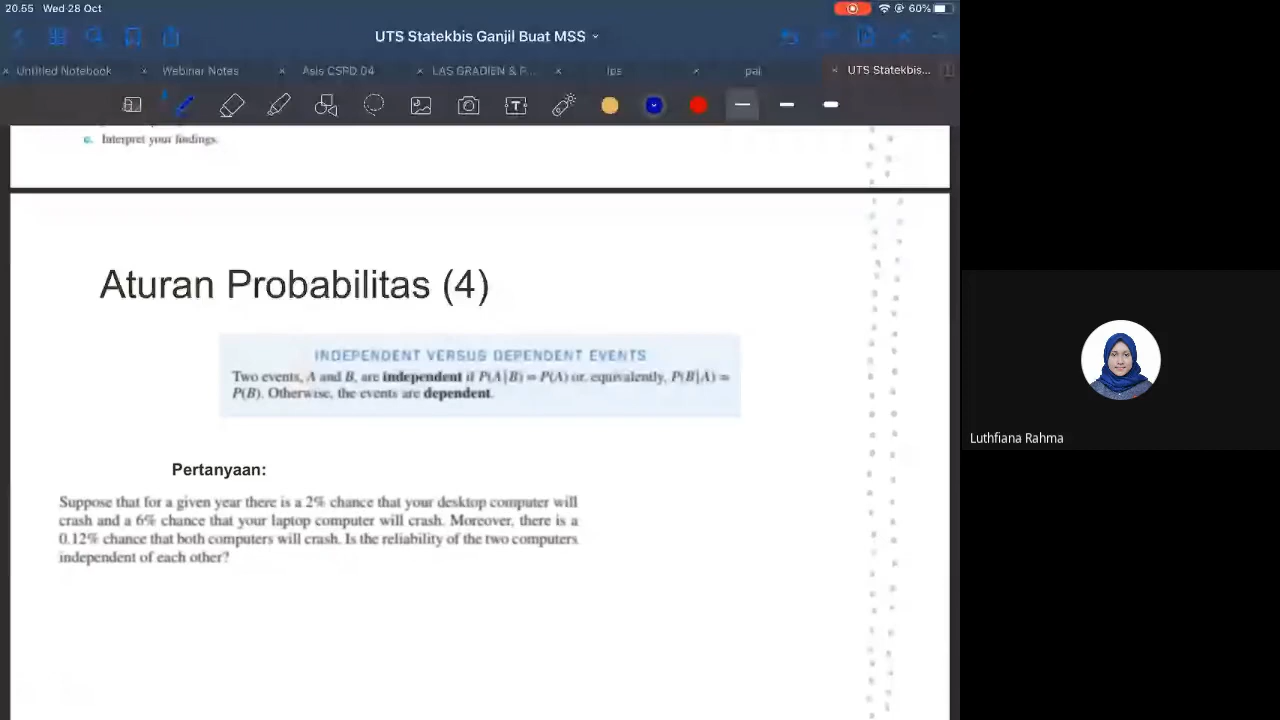 20.55 Wed 28 Oct
60%
UTS Statekbis Ganjil Buat MSS
Untitled Notebook
Webinar Notes
Asis CSPD 04
LAS GRADIEN & P...
ips
pai
UTS Statekbis...
c. Interpret your findings.
Aturan Probabilitas (4)
INDEPENDENT VERSUS DEPENDENT EVENTS
Two events, A and B, are independent if P(A|B) = P(A) or, equivalently, P(B|A) =
P(B). Otherwise, the events are dependent.
Pertanyaan:
Suppose that for a given year there is a 2% chance that your desktop computer will
crash and a 6% chance that your laptop computer will crash. Moreover, there is a
0.12% chance that both computers will crash. Is the reliability of the two computers
independent of each other?
Luthfiana Rahma